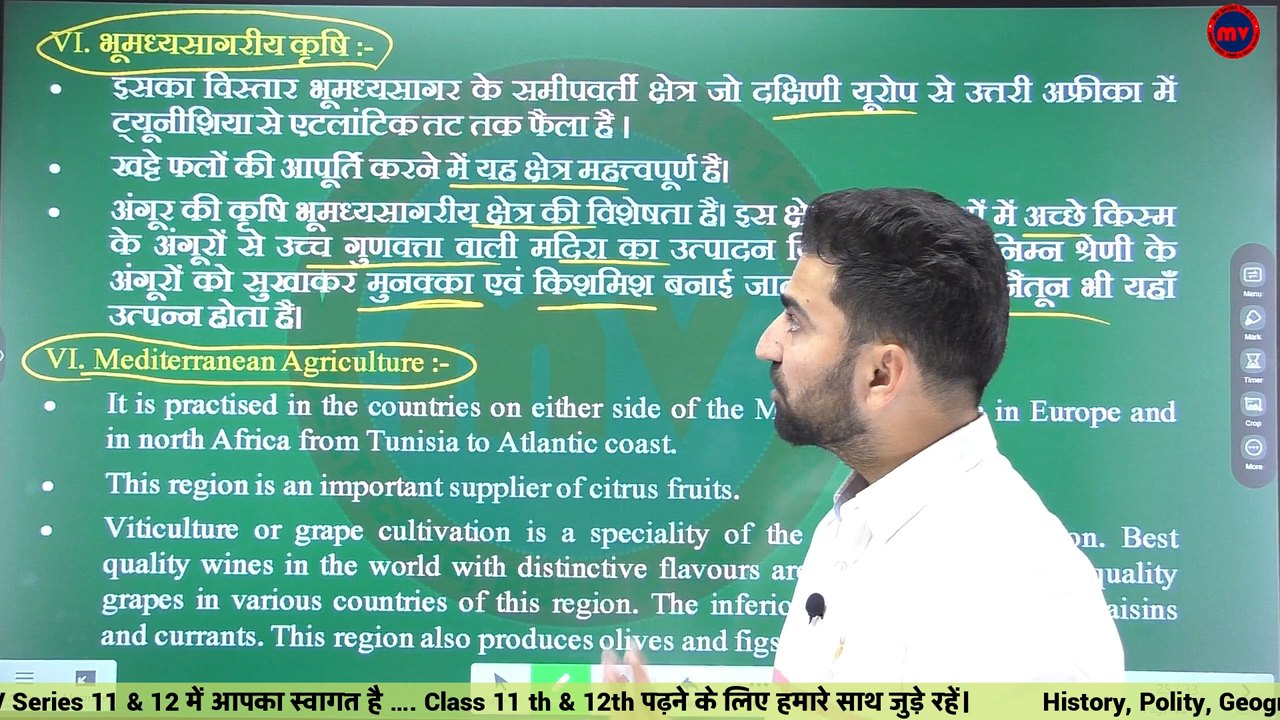 VI. भूमध्यसागरीय कृषि :-
mv
• इसका विस्तार भूमध्यसागर के समीपवर्ती क्षेत्र जो दक्षिणी यूरोप से उत्तरी अफ्रीका में
ट्यूनीशिया से एटलांटिक तट तक फैला है ।
• खट्टे फलों की आपूर्ति करने में यह क्षेत्र महत्त्वपूर्ण है।
• अंगूर की कृषि भूमध्यसागरीय क्षेत्र की विशेषता है। इस में अच्छे किस्म
के अंगूरों से उच्च गुणवत्ता वाली मदिरा का उत्पादन निम्न श्रेणी के
अंगूरों को सुखाकर मुनक्का एवं किशमिश बनाई जैतून भी यहाँ
उत्पन्न होता है।
VI. Mediterranean Agriculture :-
• It is practised in the countries on either side of the in Europe and
in north Africa from Tunisia to Atlantic coast.
• This region is an important supplier of citrus fruits.
• Viticulture or grape cultivation is a speciality of the Best
quality wines in the world with distinctive flavours quality
grapes in various countries of this region. The
and currants. This region also produces olives and figs
Menu
Mark
Timer
Crop
More
Series 11 & 12 में आपका स्वागत है .... Class 11 th & 12th पढ़ने के लिए हमारे साथ जुड़े रहें। History, Polity,